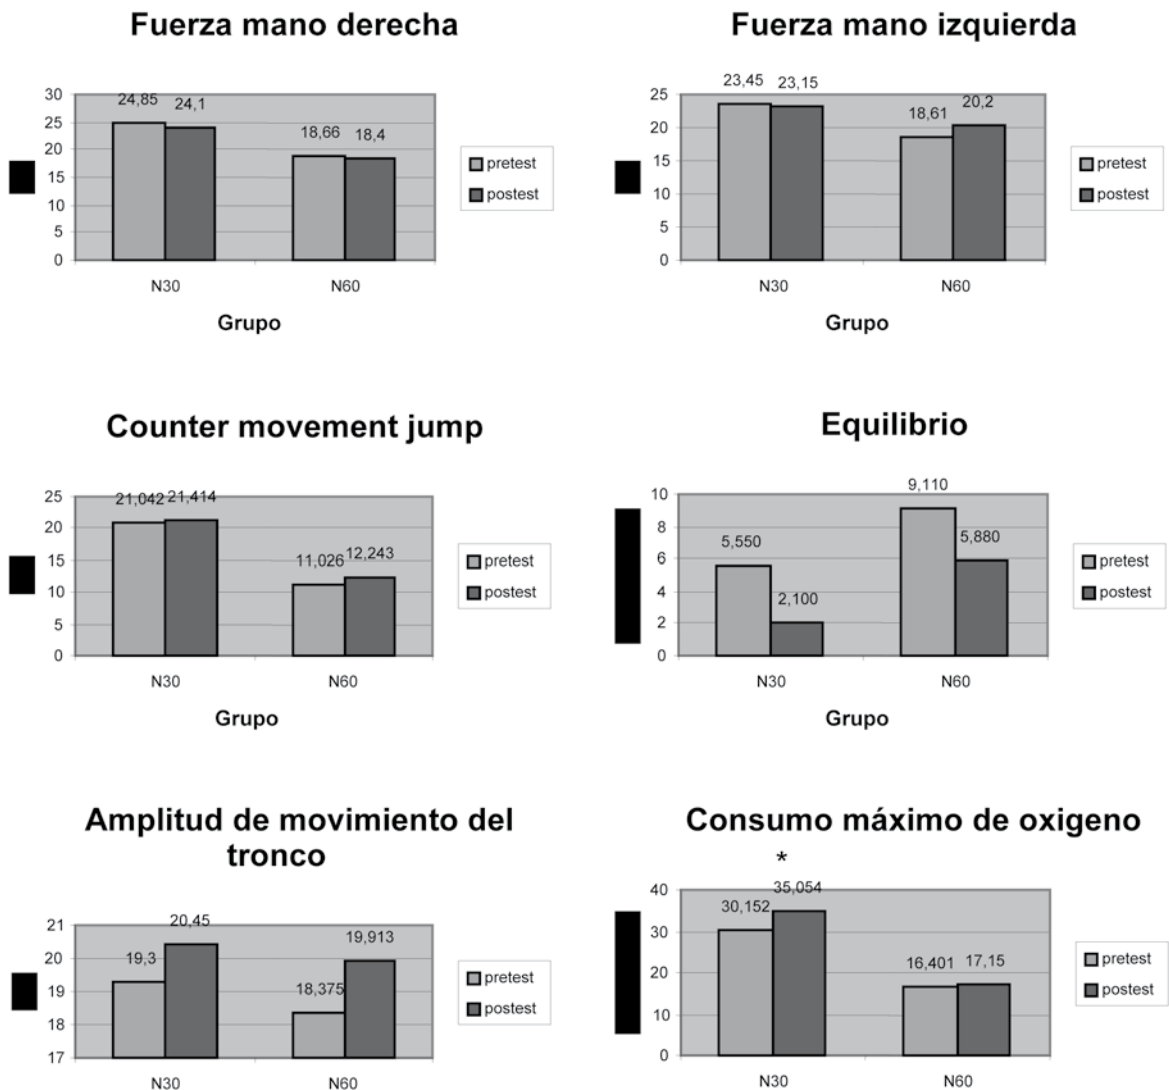 Fuerza mano derecha
30
25
20
15
10
5
0
24,85
24,1
18,66
18,4
N30
N60
Grupo
pretest
postest
Fuerza mano izquierda
25
20
15
10
5
0
23,45
23,15
18,61
20,2
N30
N60
Grupo
pretest
postest
Counter movement jump
25
20
15
10
5
0
21,042
21,414
11,026
12,243
N30
N60
Grupo
pretest
postest
Equilibrio
10
8
6
4
2
0
5,550
2,100
9,110
5,880
N30
N60
Grupo
pretest
postest
Amplitud de movimiento del
tronco
21
20
19
18
17
19,3
20,45
18,375
19,913
N30
N60
pretest
postest
Consumo máximo de oxigeno
*
40
30
20
10
0
30,152
35,054
16,401
17,15
N30
N60
pretest
postest